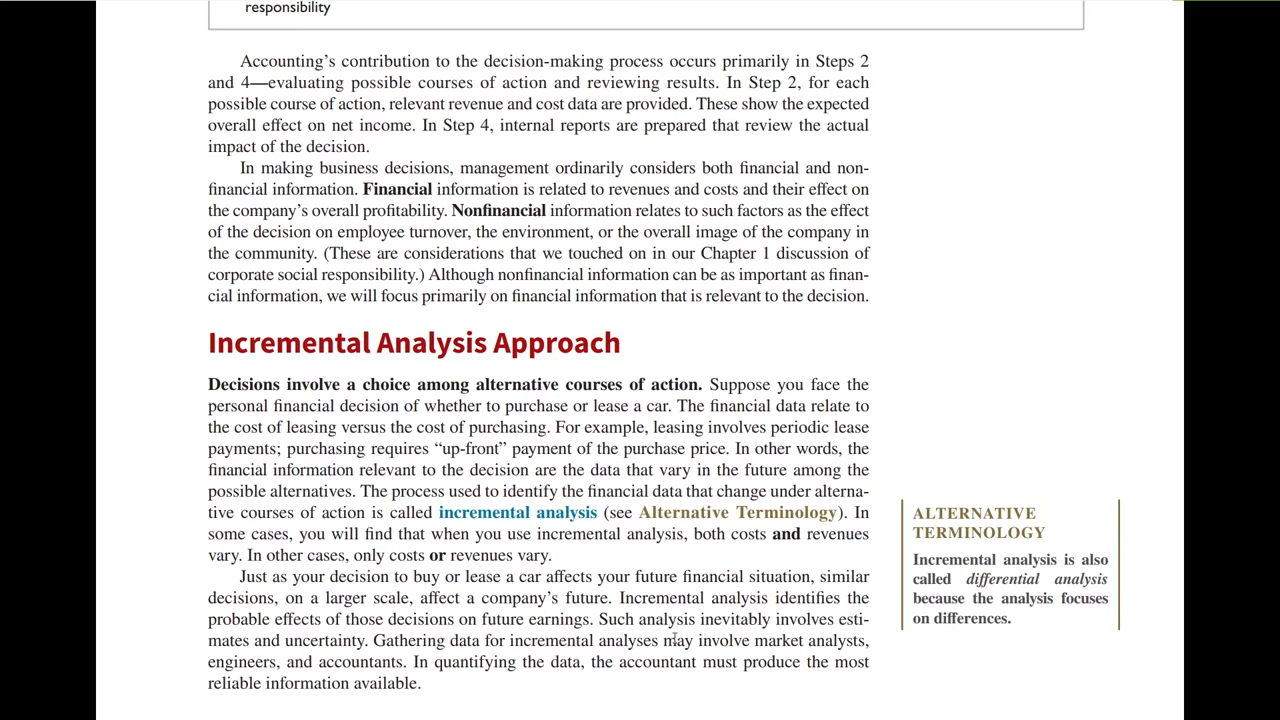 responsibility
Accounting’s contribution to the decision-making process occurs primarily in Steps 2
and 4—evaluating possible courses of action and reviewing results. In Step 2, for each
possible course of action, relevant revenue and cost data are provided. These show the expected
overall effect on net income. In Step 4, internal reports are prepared that review the actual
impact of the decision.
In making business decisions, management ordinarily considers both financial and non-
financial information. Financial information is related to revenues and costs and their effect on
the company’s overall profitability. Nonfinancial information relates to such factors as the effect
of the decision on employee turnover, the environment, or the overall image of the company in
the community. (These are considerations that we touched on in our Chapter 1 discussion of
corporate social responsibility.) Although nonfinancial information can be as important as finan-
cial information, we will focus primarily on financial information that is relevant to the decision.
Incremental Analysis Approach
Decisions involve a choice among alternative courses of action. Suppose you face the
personal financial decision of whether to purchase or lease a car. The financial data relate to
the cost of leasing versus the cost of purchasing. For example, leasing involves periodic lease
payments; purchasing requires “up-front” payment of the purchase price. In other words, the
financial information relevant to the decision are the data that vary in the future among the
possible alternatives. The process used to identify the financial data that change under alterna-
tive courses of action is called incremental analysis (see Alternative Terminology). In
some cases, you will find that when you use incremental analysis, both costs and revenues
vary. In other cases, only costs or revenues vary.
Just as your decision to buy or lease a car affects your future financial situation, similar
decisions, on a larger scale, affect a company’s future. Incremental analysis identifies the
probable effects of those decisions on future earnings. Such analysis inevitably involves esti-
mates and uncertainty. Gathering data for incremental analyses may involve market analysts,
engineers, and accountants. In quantifying the data, the accountant must produce the most
reliable information available.
ALTERNATIVE
TERMINOLOGY
Incremental analysis is also
called differential analysis
because the analysis focuses
on differences.